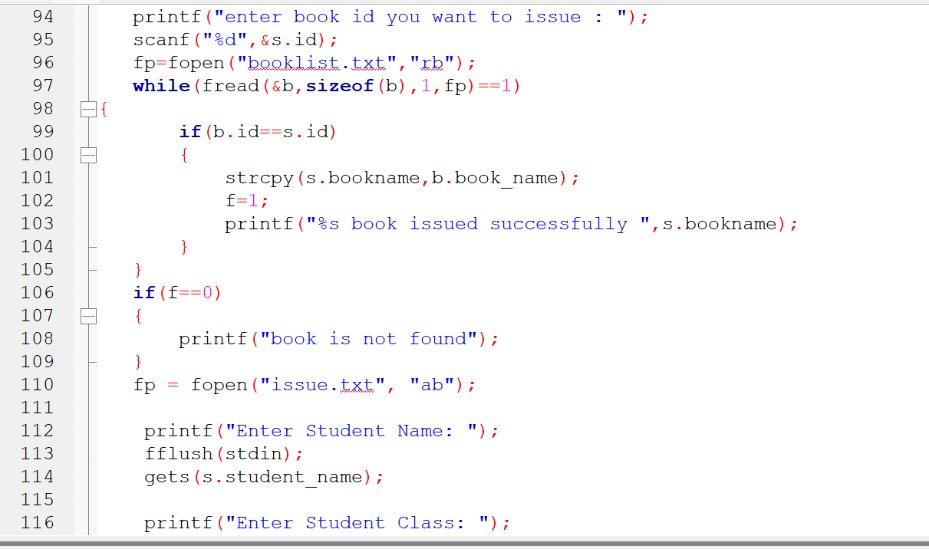 94 printf("enter book id you want to issue : ");
95 scanf("%d",&s.id);
96 fp=fopen("booklist.txt","rb");
97 while(fread(&b,sizeof(b),1,fp)==1)
98 {
99 if(b.id==s.id)
100 {
101 strcpy(s.bookname,b.book_name);
102 f=1;
103 printf("%s book issued successfully ",s.bookname);
104 }
105 }
106 if(f==0)
107 {
108 printf("book is not found");
109 }
110 fp = fopen("issue.txt", "ab");
111
112 printf("Enter Student Name: ");
113 fflush(stdin);
114 gets(s.student_name);
115
116 printf("Enter Student Class: ");